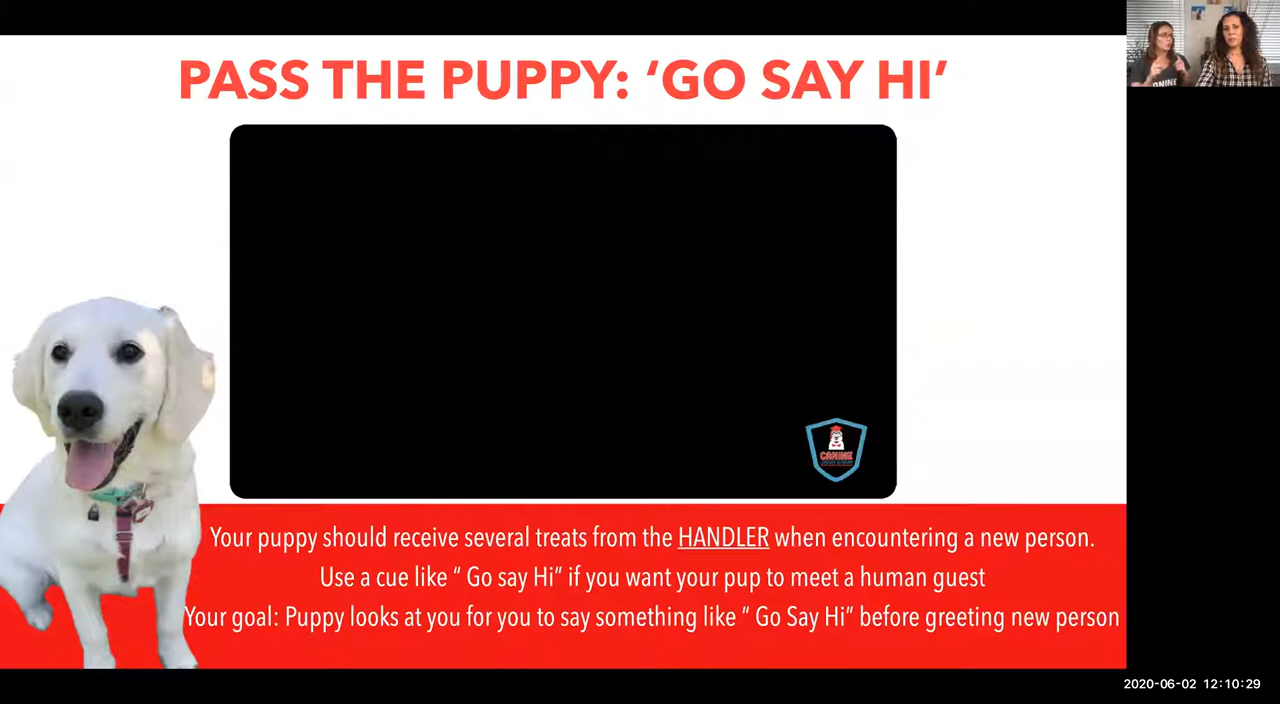 PASS THE PUPPY: ‘GO SAY HI’
CANINE
Your puppy should receive several treats from the HANDLER when encountering a new person.
Use a cue like “ Go say Hi” if you want your pup to meet a human guest
Your goal: Puppy looks at you for you to say something like “ Go Say Hi” before greeting new person
2020-06-02 12:10:29